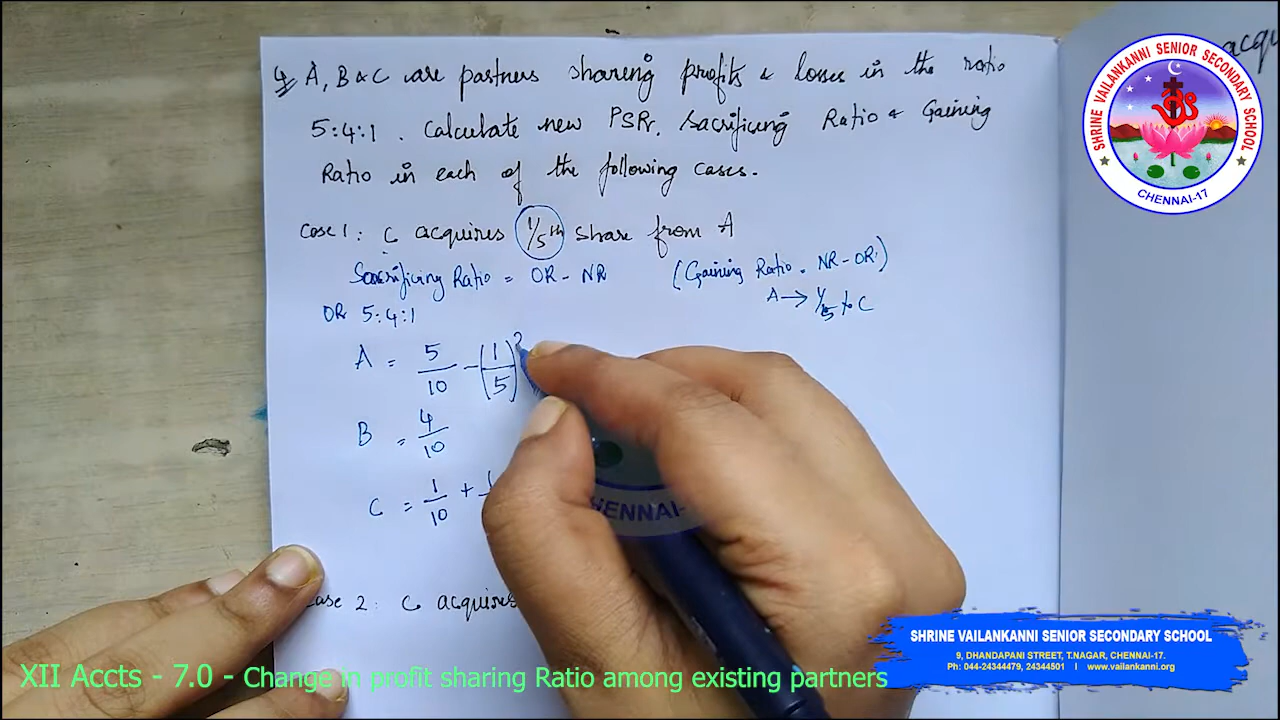 Q A, B & C are partners sharing profits & losses in the ratio
5:4:1. Calculate new PSR, Sacrificing Ratio & Gaining
Ratio in each of the following cases.
Case 1: C acquires 1/5th share from A
Sacrificing Ratio = OR - NR (Gaining Ratio = NR - OR)
A → 1/5 to C
OR 5:4:1
A = 5/10 - (1/5)
B = 4/10
C = 1/10 +
Case 2: C acquires
acqu
SHRINE VAILANKANNI SENIOR SECONDARY SCHOOL
CHENNAI-17
CHENNAI-
SHRINE VAILANKANNI SENIOR SECONDARY SCHOOL
9, DHANDAPANI STREET, T.NAGAR, CHENNAI-17.
Ph: 044-24344479, 24344501 I www.vailankanni.org
XII Accts - 7.0 - Change in profit sharing Ratio among existing partners